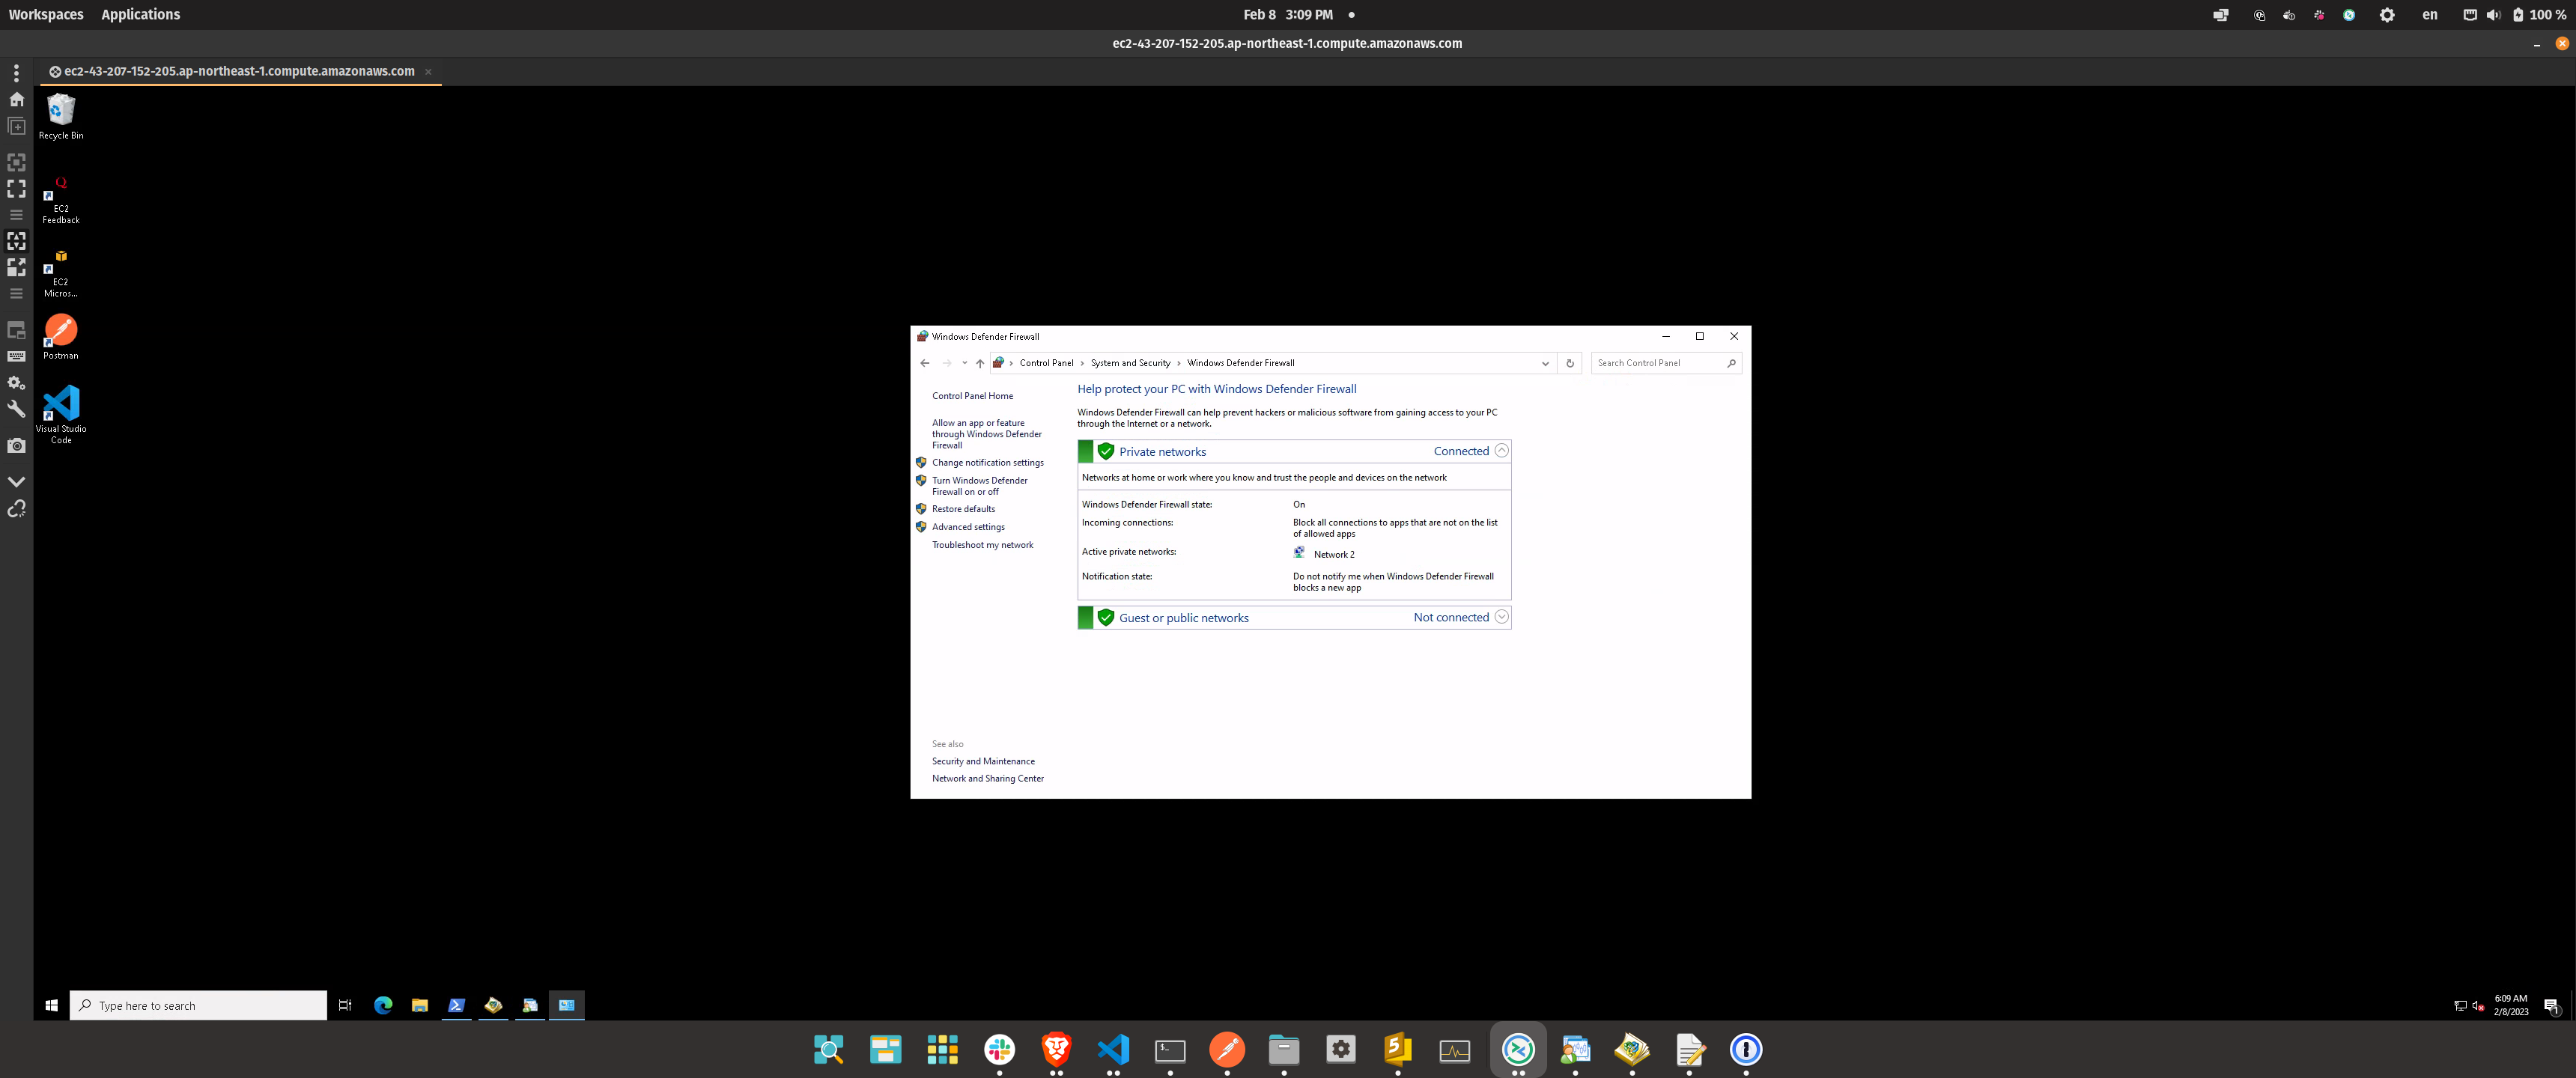 Workspaces Applications
Feb 8 3:09 PM
en
100 %
ec2-43-207-152-205.ap-northeast-1.compute.amazonaws.com
ec2-43-207-152-205.ap-northeast-1.compute.amazonaws.com
Recycle Bin
EC2
Feedback
EC2
Micros...
Postman
Visual Studio
Code
Windows Defender Firewall
Control Panel > System and Security > Windows Defender Firewall
Search Control Panel
Control Panel Home
Allow an app or feature
through Windows Defender
Firewall
Change notification settings
Turn Windows Defender
Firewall on or off
Restore defaults
Advanced settings
Troubleshoot my network
Help protect your PC with Windows Defender Firewall
Windows Defender Firewall can help prevent hackers or malicious software from gaining access to your PC
through the Internet or a network.
Private networks Connected
Networks at home or work where you know and trust the people and devices on the network
Windows Defender Firewall state: On
Incoming connections: Block all connections to apps that are not on the list
of allowed apps
Active private networks: Network 2
Notification state: Do not notify me when Windows Defender Firewall
blocks a new app
Guest or public networks Not connected
See also
Security and Maintenance
Network and Sharing Center
Type here to search
6:09 AM
2/8/2023
1